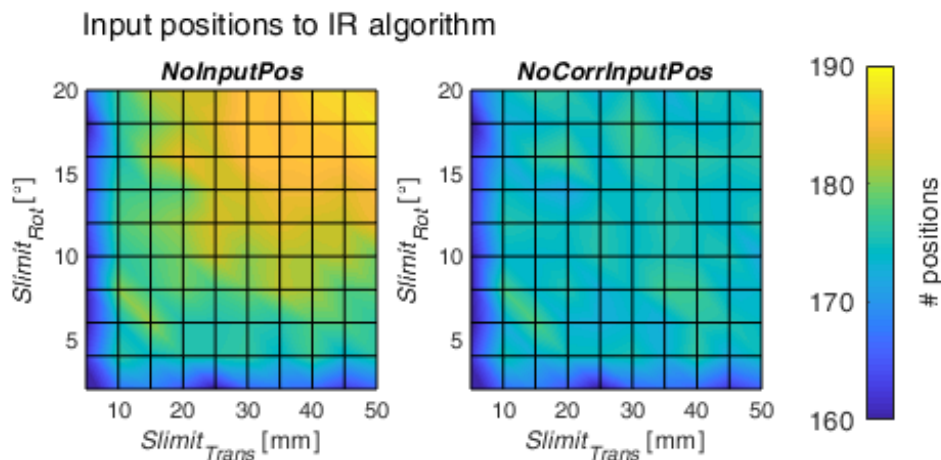 Input positions to IR algorithm
NoInputPos
NoCorrInputPos
20
15
10
5
Slimit_Rot [°]
10 20 30 40 50
Slimit_Trans [mm]
20
15
10
5
Slimit_Rot [°]
10 20 30 40 50
Slimit_Trans [mm]
190
180
170
160
# positions